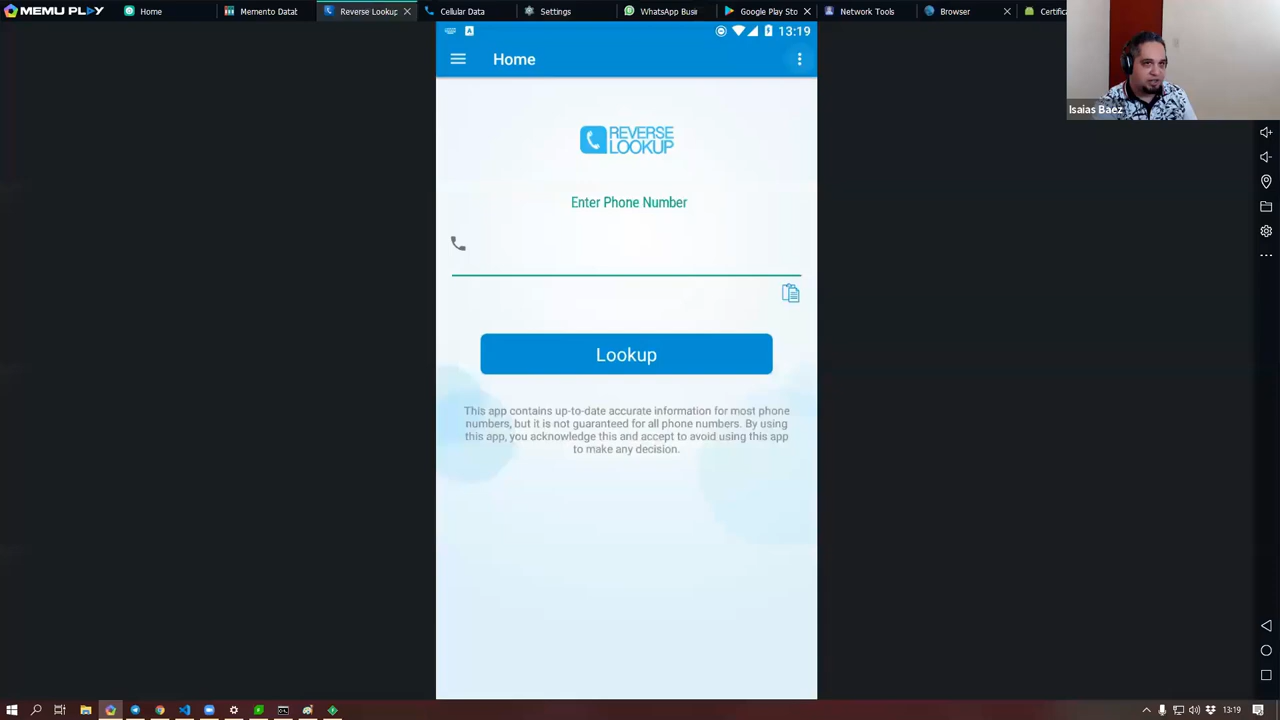 MEMU PLAY
Home
Memento Datat
Reverse Lookup
Cellular Data
Settings
WhatsApp Busi
Google Play Sto
Network Tools
Browser
Certific
13:19
Home
Isaias Baez
REVERSE
LOOKUP
Enter Phone Number
Lookup
This app contains up-to-date accurate information for most phone
numbers, but it is not guaranteed for all phone numbers. By using
this app, you acknowledge this and accept to avoid using this app
to make any decision.
13:19